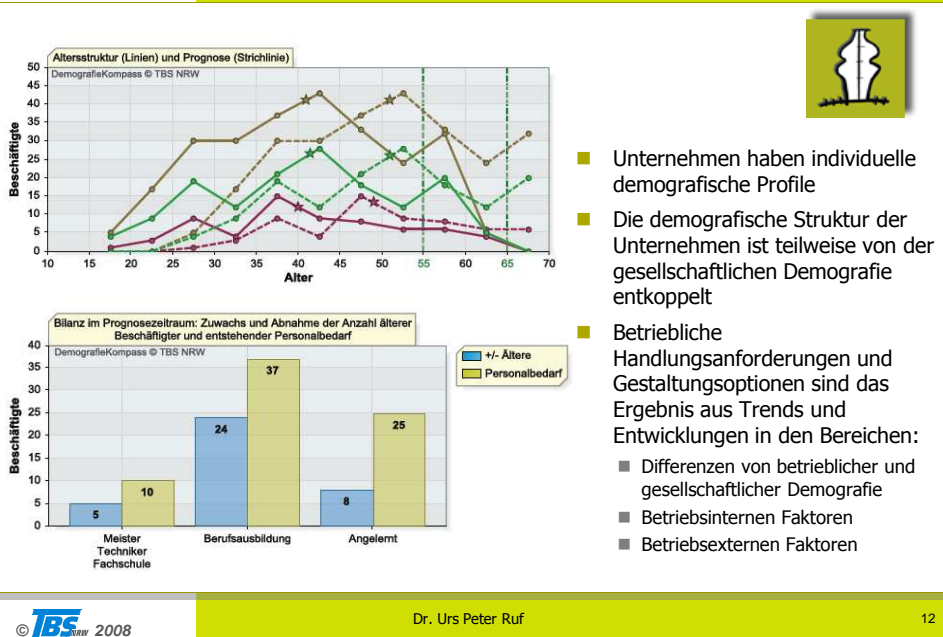 Altersstruktur (Linien) und Prognose (Strichlinie)
DemografieKompass © TBS NRW
Beschäftigte
50
45
40
35
30
25
20
15
10
5
0
10 15 20 25 30 35 40 45 50 55 60 65 70
Alter
Bilanz im Prognosezeitraum: Zuwachs und Abnahme der Anzahl älterer
Beschäftigter und entstehender Personalbedarf
DemografieKompass © TBS NRW
Beschäftigte
40
35
30
25
20
15
10
5
0
5
10
24
37
8
25
Meister
Techniker
Fachschule
Berufsausbildung
Angelernt
+/- Ältere
Personalbedarf
Unternehmen haben individuelle
demografische Profile
Die demografische Struktur der
Unternehmen ist teilweise von der
gesellschaftlichen Demografie
entkoppelt
Betriebliche
Handlungsanforderungen und
Gestaltungsoptionen sind das
Ergebnis aus Trends und
Entwicklungen in den Bereichen:
Differenzen von betrieblicher und
gesellschaftlicher Demografie
Betriebsinternen Faktoren
Betriebsexternen Faktoren
© TBS NRW 2008
Dr. Urs Peter Ruf
12